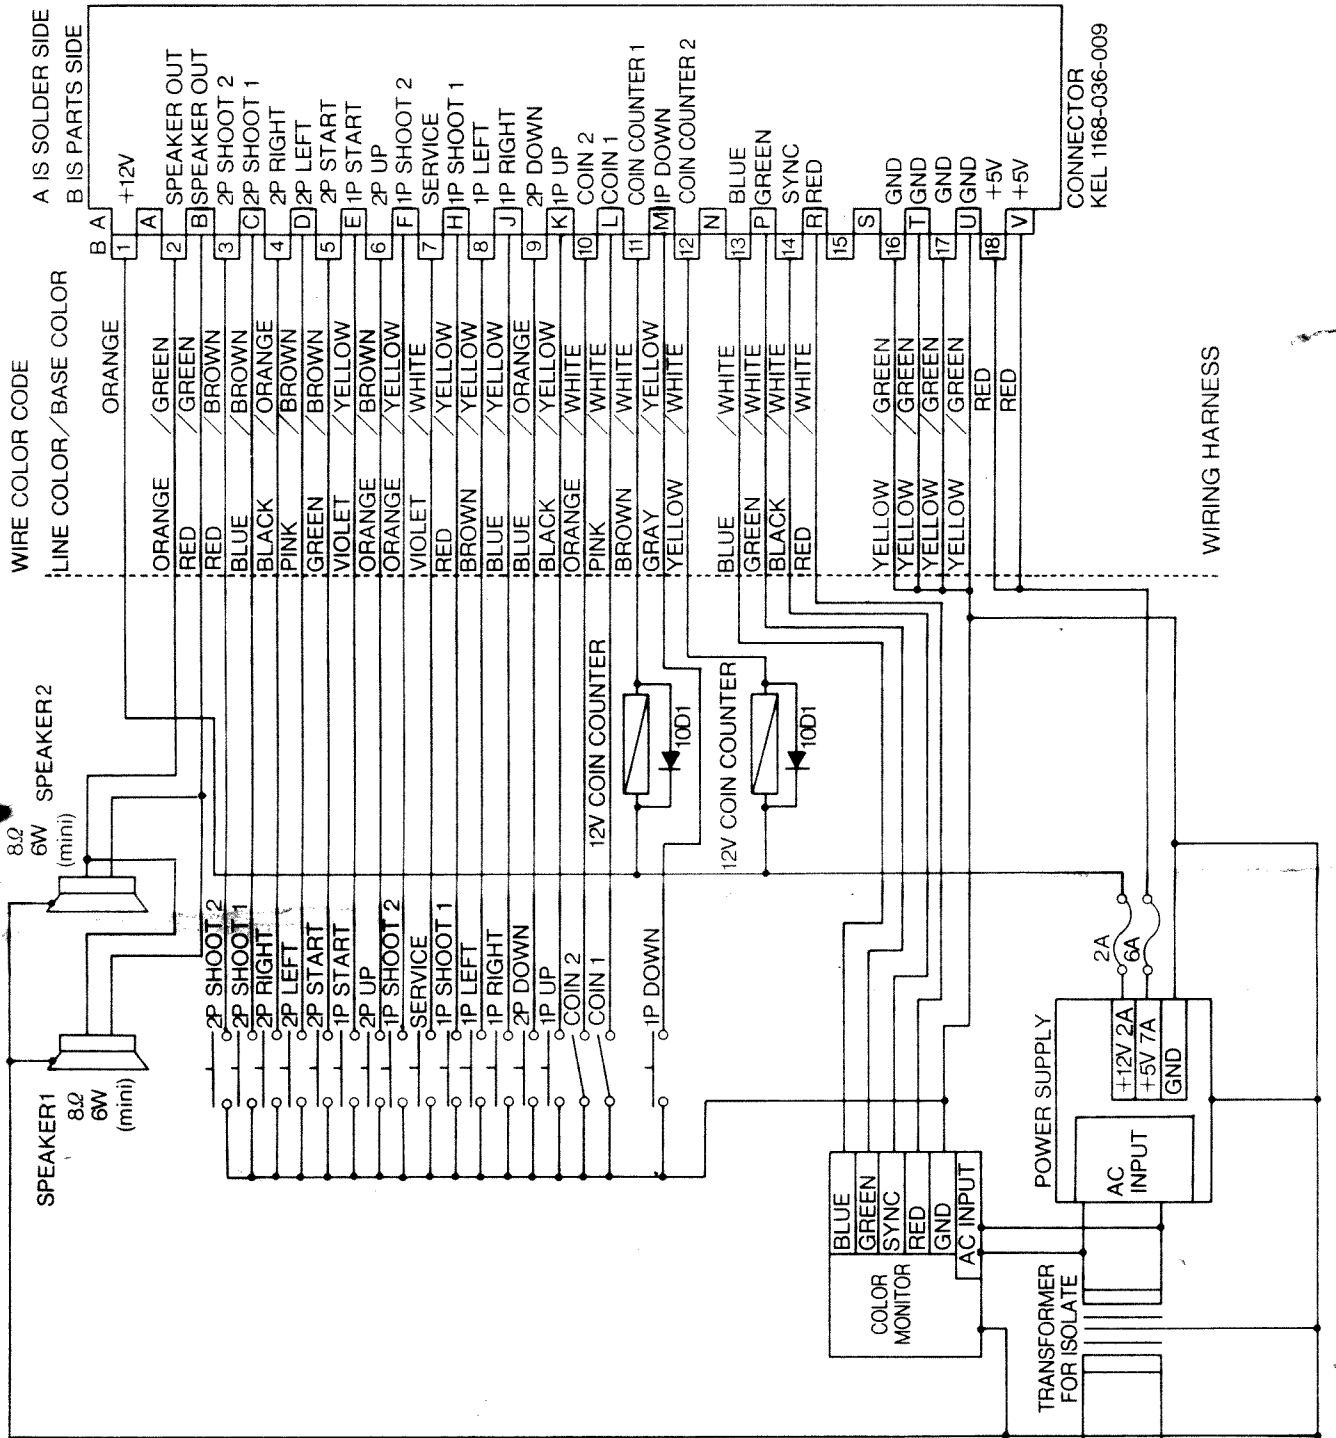 A IS SOLDER SIDE
B IS PARTS SIDE
+12V
SPEAKER OUT
SPEAKER OUT
2P SHOOT 2
2P SHOOT 1
2P RIGHT
2P LEFT
2P START
1P START
2P UP
1P SHOOT 2
SERVICE
1P SHOOT 1
1P LEFT
1P RIGHT
2P DOWN
1P UP
COIN 2
COIN 1
COIN COUNTER 1
1P DOWN
COIN COUNTER 2
BLUE
GREEN
SYNC
RED
GND
GND
GND
GND
+5V
+5V
CONNECTOR
KEL 1168-036-009
B A
1
A
2
B
3
C
4
D
5
E
6
F
7
H
8
J
9
K
10
L
11
M
12
N
13
P
14
R
15
S
16
T
17
U
18
V
WIRE COLOR CODE
LINE COLOR/BASE COLOR
ORANGE
ORANGE /GREEN
RED /GREEN
RED /BROWN
BLUE /BROWN
BLACK /ORANGE
PINK /BROWN
GREEN /BROWN
VIOLET /YELLOW
ORANGE /BROWN
ORANGE /YELLOW
VIOLET /WHITE
RED /YELLOW
BROWN /YELLOW
BLUE /YELLOW
BLUE /ORANGE
BLACK /YELLOW
ORANGE /WHITE
PINK /WHITE
BROWN /WHITE
GRAY /YELLOW
YELLOW /WHITE
BLUE /WHITE
GREEN /WHITE
BLACK /WHITE
RED /WHITE
YELLOW /GREEN
YELLOW /GREEN
YELLOW /GREEN
YELLOW /GREEN
RED
RED
WIRING HARNESS
8Ω
6W
(mini)
SPEAKER2
12V COIN COUNTER
10D1
12V COIN COUNTER
10D1
SPEAKER1
8Ω
6W
(mini)
2P SHOOT 2
2P SHOOT 1
2P RIGHT
2P LEFT
2P START
1P START
2P UP
1P SHOOT 2
SERVICE
1P SHOOT 1
1P LEFT
1P RIGHT
2P DOWN
1P UP
COIN 2
COIN 1
1P DOWN
2A
6A
POWER SUPPLY
+12V 2A
+5V 7A
GND
AC
INPUT
BLUE
GREEN
SYNC
RED
GND
AC INPUT
COLOR
MONITOR
TRANSFORMER
FOR ISOLATE